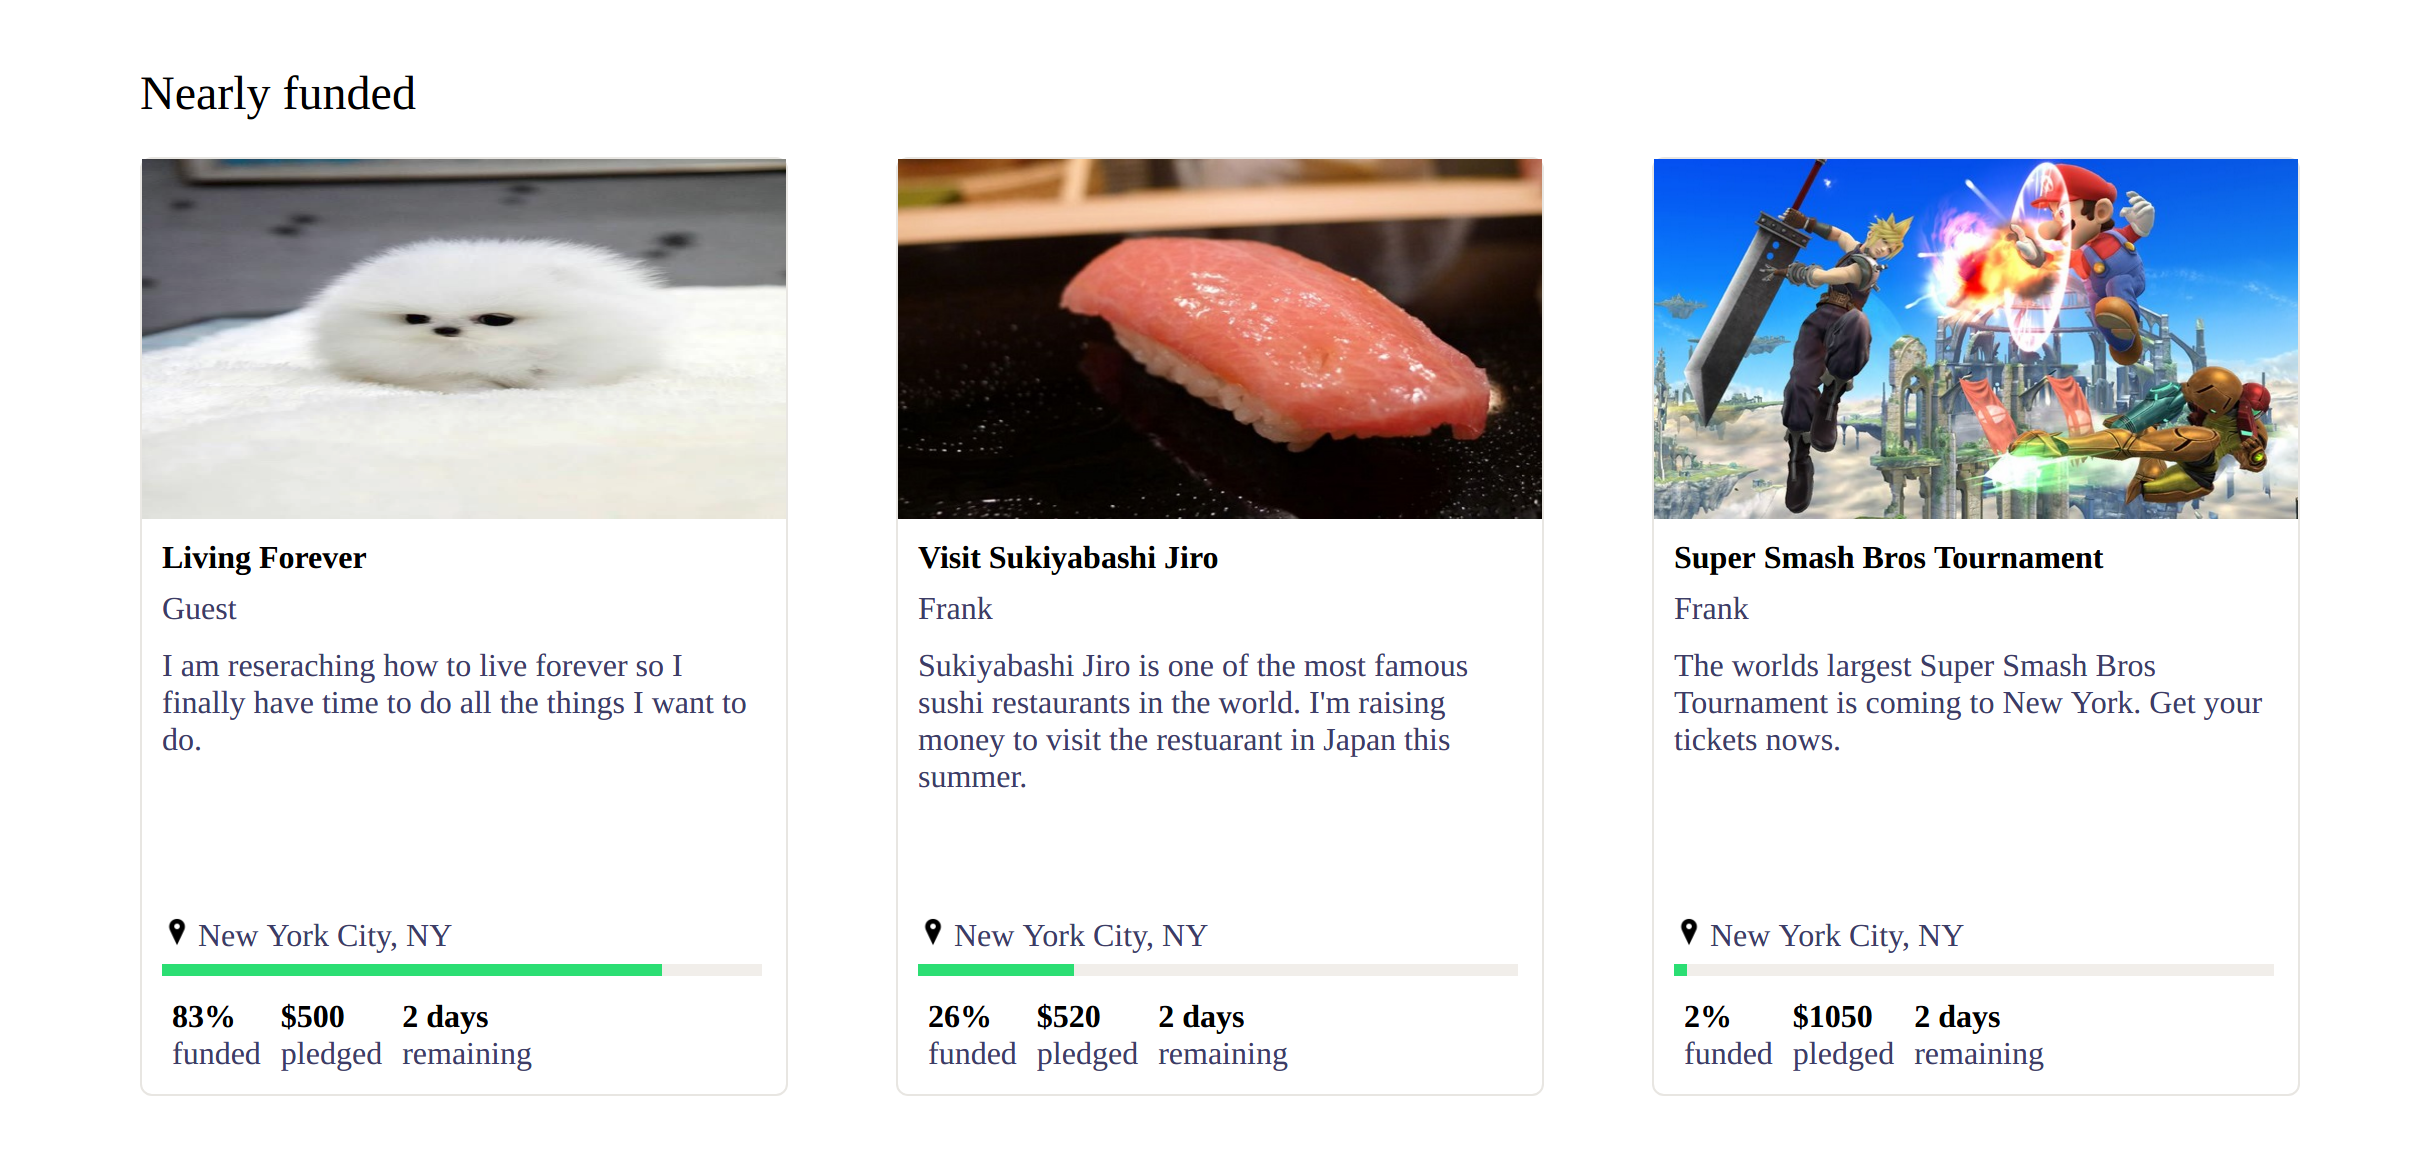 Nearly funded
Living Forever
Guest
I am reseraching how to live forever so I
finally have time to do all the things I want to
do.
New York City, NY
83% $500 2 days
funded pledged remaining
Visit Sukiyabashi Jiro
Frank
Sukiyabashi Jiro is one of the most famous
sushi restaurants in the world. I'm raising
money to visit the restuarant in Japan this
summer.
New York City, NY
26% $520 2 days
funded pledged remaining
Super Smash Bros Tournament
Frank
The worlds largest Super Smash Bros
Tournament is coming to New York. Get your
tickets nows.
New York City, NY
2% $1050 2 days
funded pledged remaining